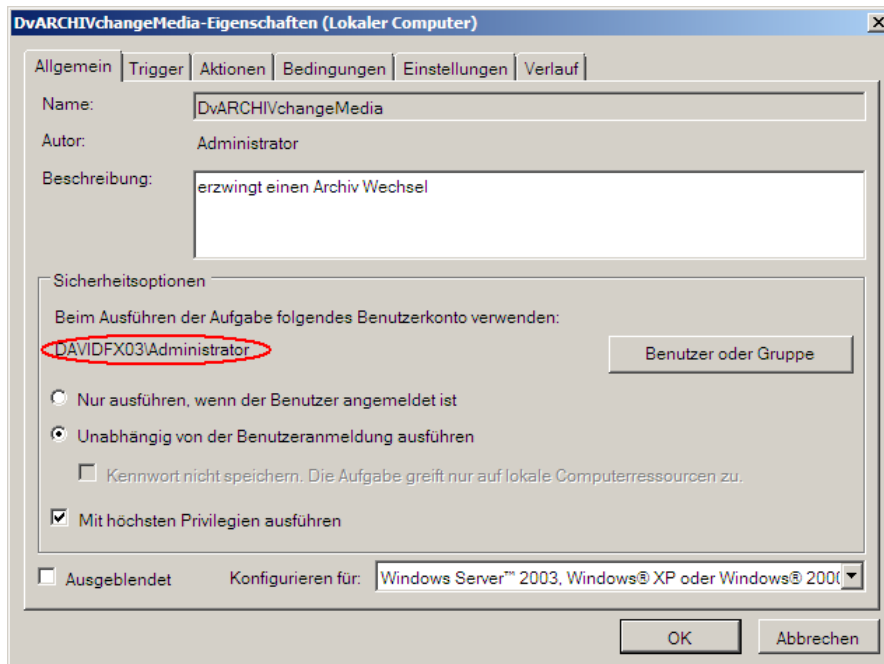 DvARCHIVchangeMedia-Eigenschaften (Lokaler Computer)
Allgemein Trigger Aktionen Bedingungen Einstellungen Verlauf
Name: DvARCHIVchangeMedia
Autor: Administrator
Beschreibung: erzwingt einen Archiv Wechsel
Sicherheitsoptionen
Beim Ausführen der Aufgabe folgendes Benutzerkonto verwenden:
DAVIDFX03\Administrator Benutzer oder Gruppe
Nur ausführen, wenn der Benutzer angemeldet ist
Unabhängig von der Benutzeranmeldung ausführen
Kennwort nicht speichern. Die Aufgabe greift nur auf lokale Computerressourcen zu.
Mit höchsten Privilegien ausführen
Ausgeblendet Konfigurieren für: Windows Server™ 2003, Windows® XP oder Windows® 200
OK Abbrechen